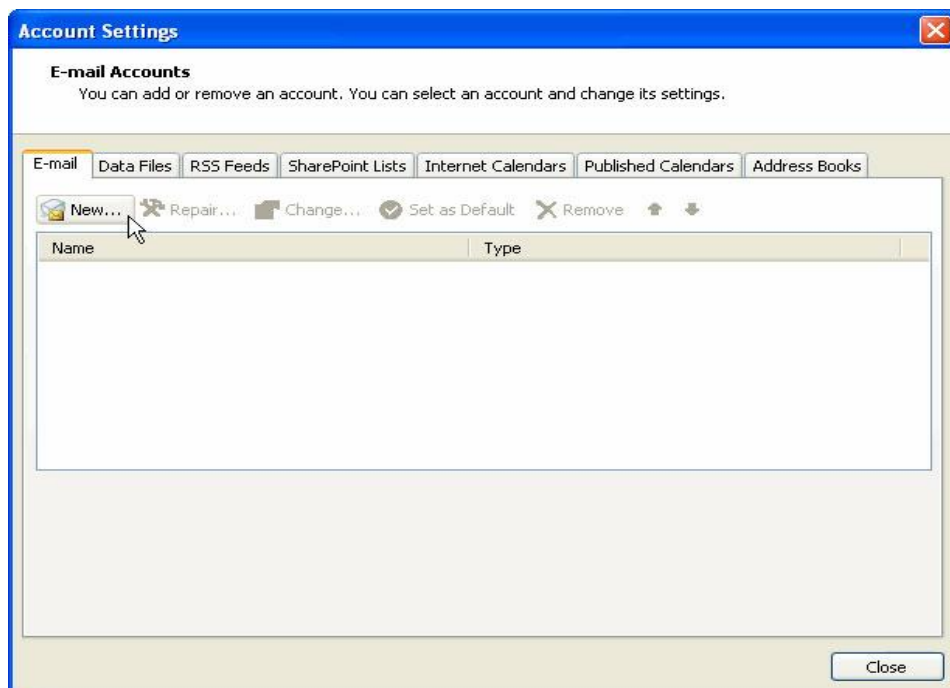 Account Settings
E-mail Accounts
You can add or remove an account. You can select an account and change its settings.
E-mail Data Files RSS Feeds SharePoint Lists Internet Calendars Published Calendars Address Books
New... Repair... Change... Set as Default Remove
Name Type
Close